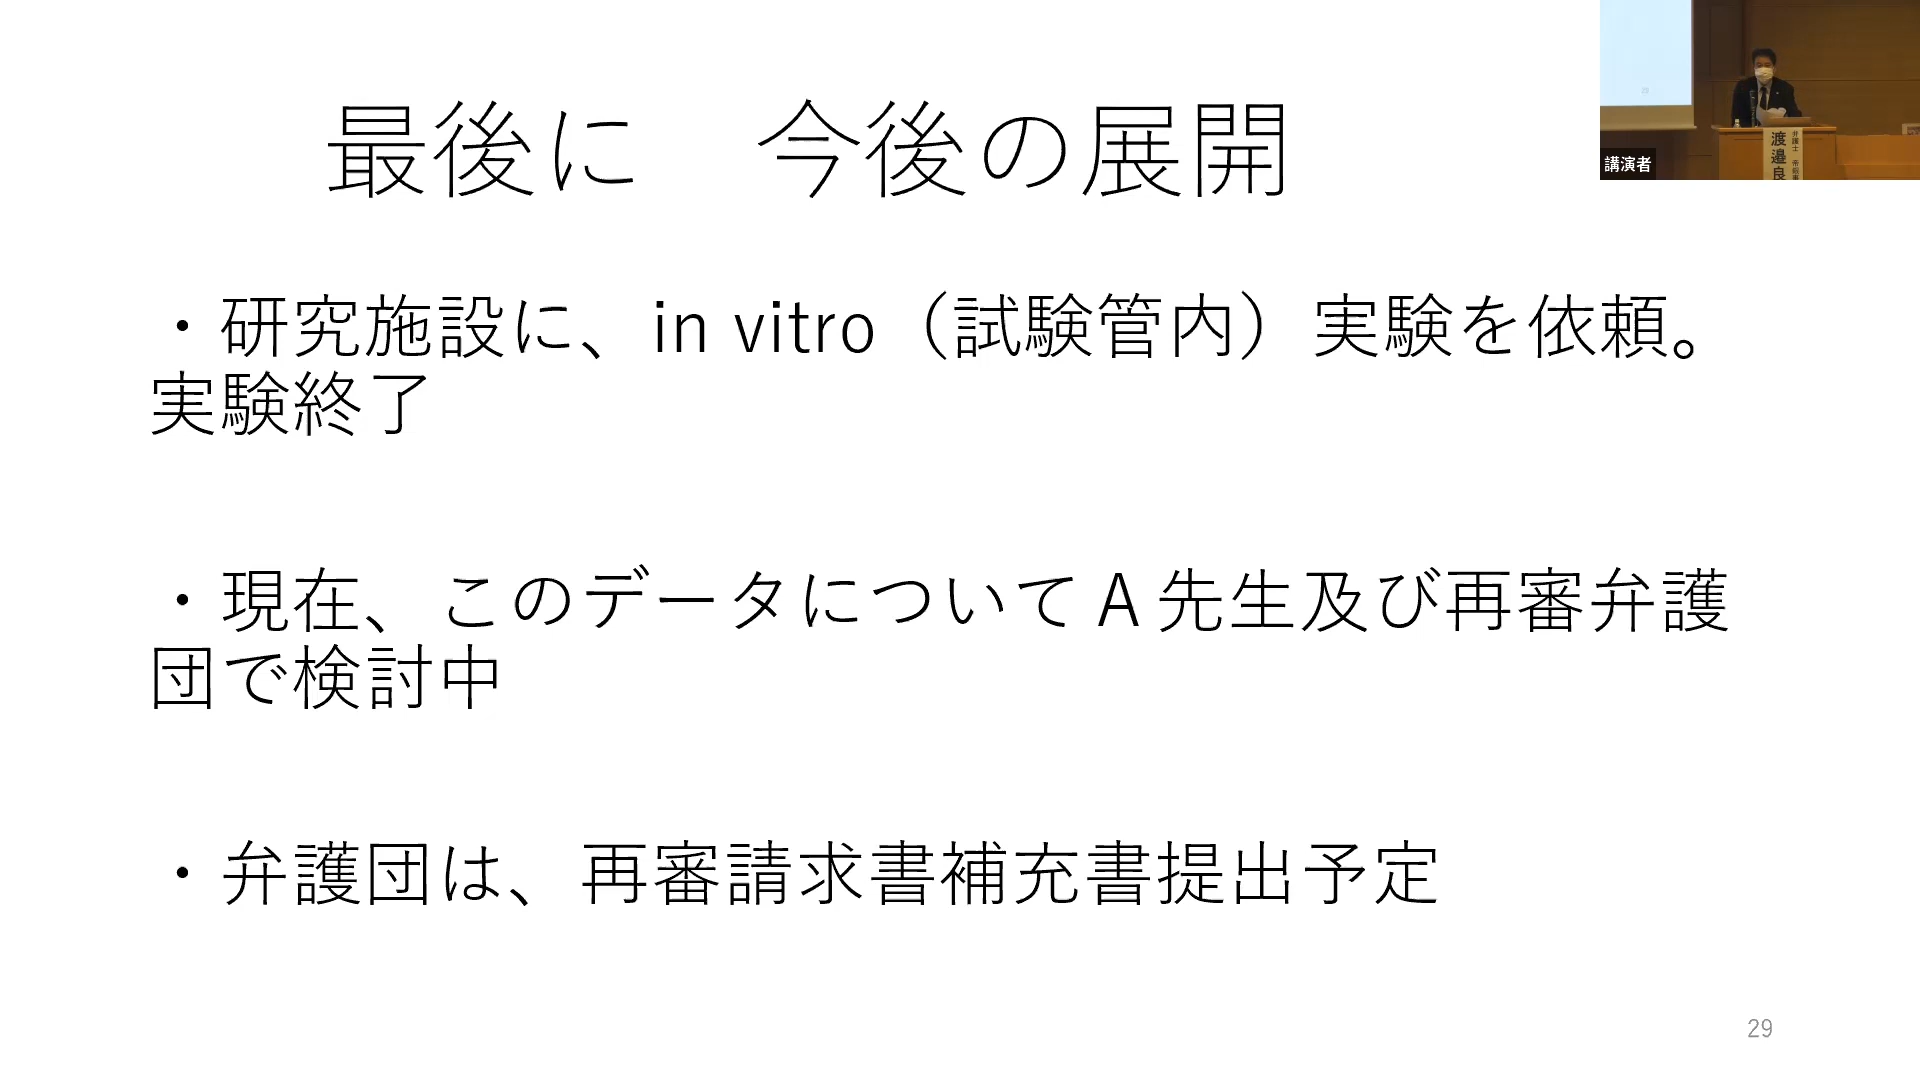 最後に　今後の展開
・研究施設に、in vitro（試験管内）実験を依頼。
実験終了
・現在、このデータについてA先生及び再審弁護
団で検討中
・弁護団は、再審請求書補充書提出予定
29
講演者
弁護士
渡邉良